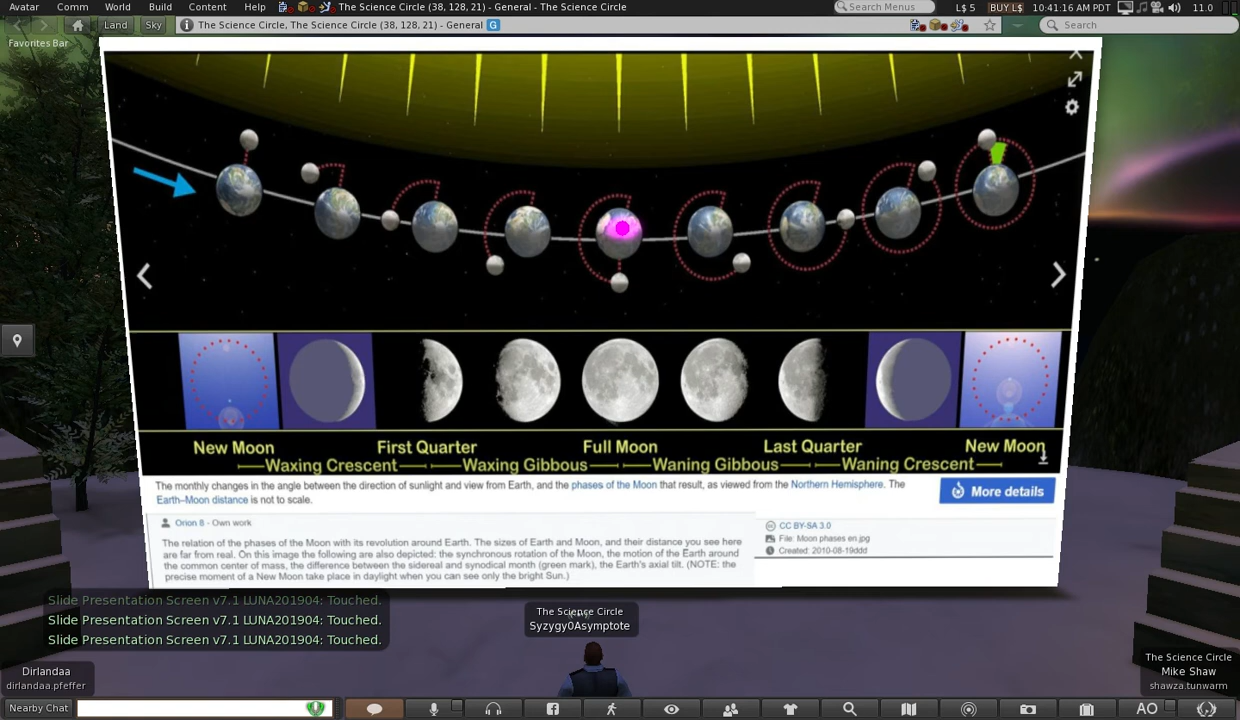 Avatar Comm World Build Content Help The Science Circle, The Science Circle (38, 128, 21) - General - The Science Circle Search Menus L$ 5 BUY L$ 10:41:16 AM PDT 11.0
Land Sky The Science Circle, The Science Circle (38, 128, 21) - General G Search
Favorites Bar
New Moon First Quarter Full Moon Last Quarter New Moon
Waxing Crescent Waxing Gibbous Waning Gibbous Waning Crescent
The monthly changes in the angle between the direction of sunlight and view from Earth, and the phases of the Moon that result, as viewed from the Northern Hemisphere. The
Earth–Moon distance is not to scale.
More details
Orion 8 - Own work
The relation of the phases of the Moon with its revolution around Earth. The sizes of Earth and Moon, and their distance you see here
are far from real. On this image the following are also depicted: the synchronous rotation of the Moon, the motion of the Earth around
the common center of mass, the difference between the sidereal and synodical month (green mark), the Earth's axial tilt. (NOTE: the
precise moment of a New Moon take place in daylight when you can see only the bright Sun.)
CC BY-SA 3.0
File: Moon phases en.jpg
Created: 2010-08-19ddd
Slide Presentation Screen v7.1 LUNA201904: Touched.
Slide Presentation Screen v7.1 LUNA201904: Touched.
Slide Presentation Screen v7.1 LUNA201904: Touched.
The Science Circle
Syzygy0Asymptote
Dirlandaa
dirlandaa.pfeffer
The Science Circle
Mike Shaw
shawza.tunwarm
Nearby Chat AO